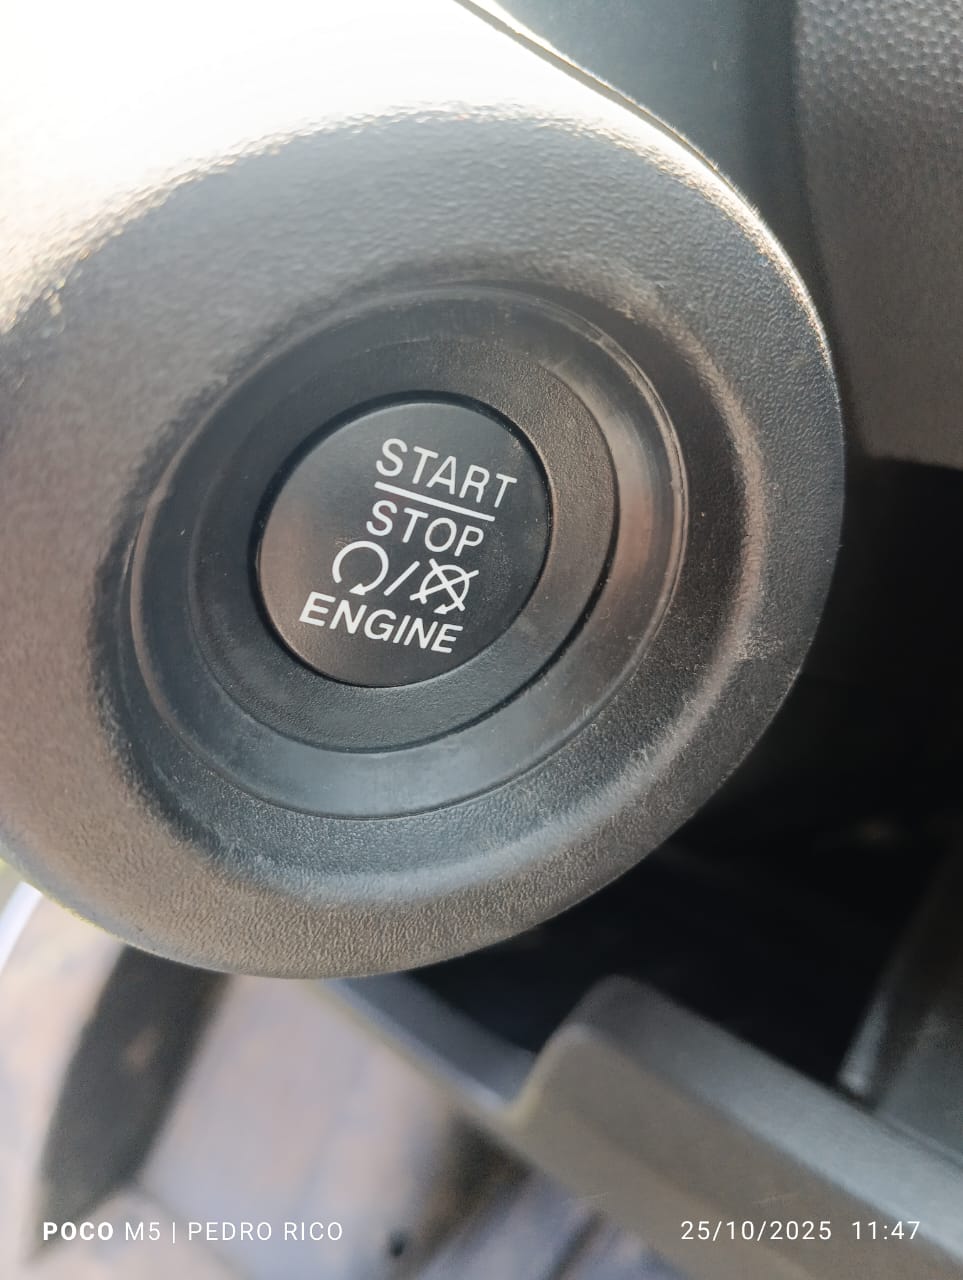 START
STOP
ENGINE
POCO M5 | PEDRO RICO
25/10/2025 11:47